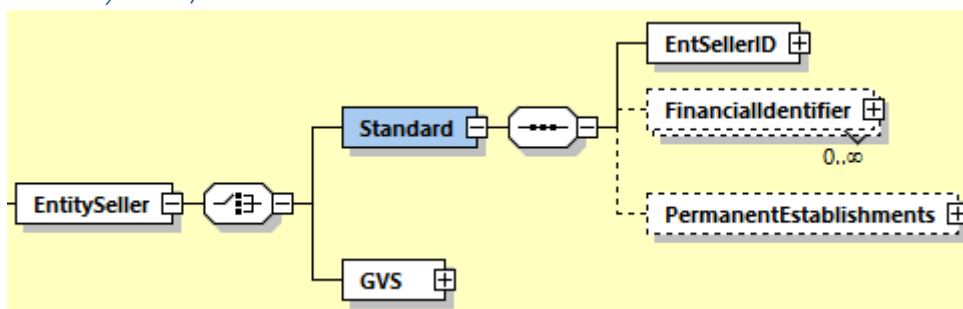 EntSellerID
FinancialIdentifier
0..∞
Standard
EntitySeller
PermanentEstablishments
GVS